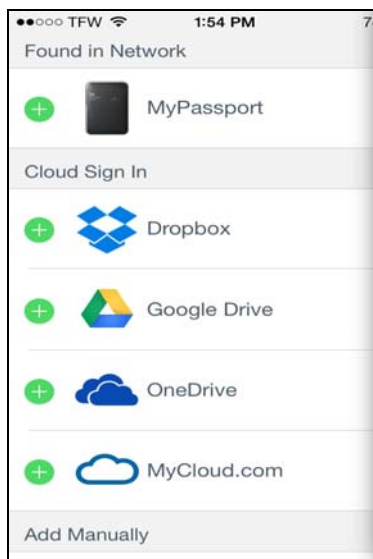 TFW 1:54 PM 7
Found in Network
MyPassport
Cloud Sign In
Dropbox
Google Drive
OneDrive
MyCloud.com
Add Manually